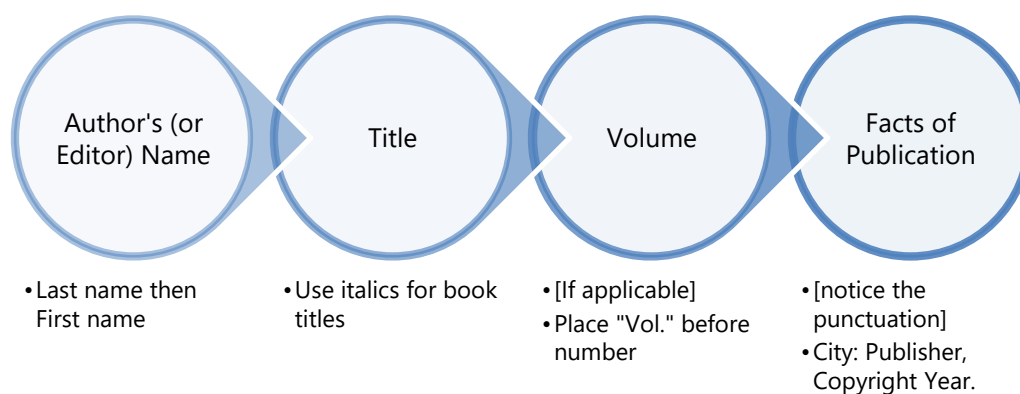 Author's (or
Editor) Name
Title
Volume
Facts of
Publication
•Last name then
First name
•Use italics for book
titles
•[If applicable]
•Place "Vol." before
number
•[notice the
punctuation]
•City: Publisher,
Copyright Year.